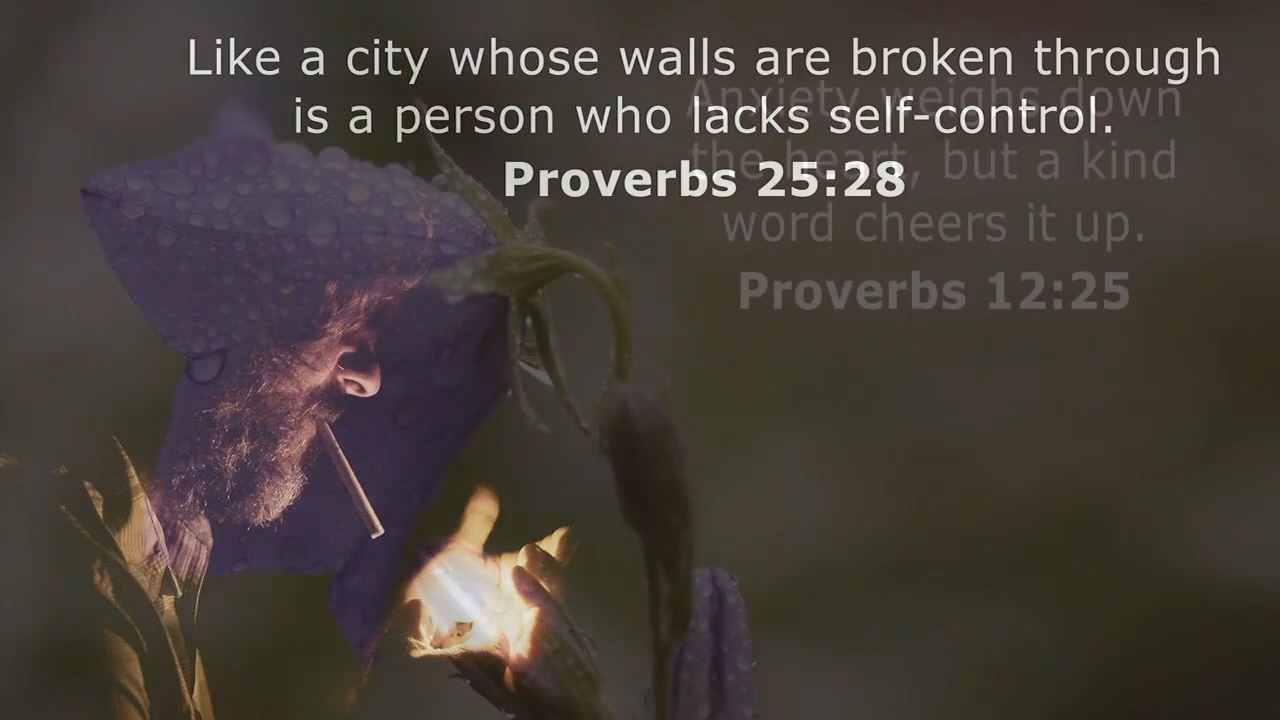 Like a city whose walls are broken through
is a person who lacks self-control.
Proverbs 25:28
Anxiety weighs down
the heart, but a kind
word cheers it up.
Proverbs 12:25